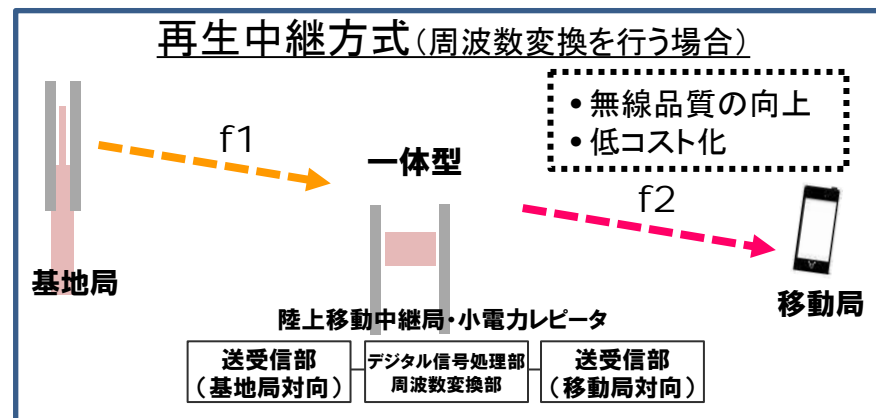 再生中継方式(周波数変換を行う場合)
• 無線品質の向上
• 低コスト化
f1
一体型
f2
基地局
移動局
陸上移動中継局・小電力レピータ
送受信部
(基地局対向)
デジタル信号処理部
周波数変換部
送受信部
(移動局対向)